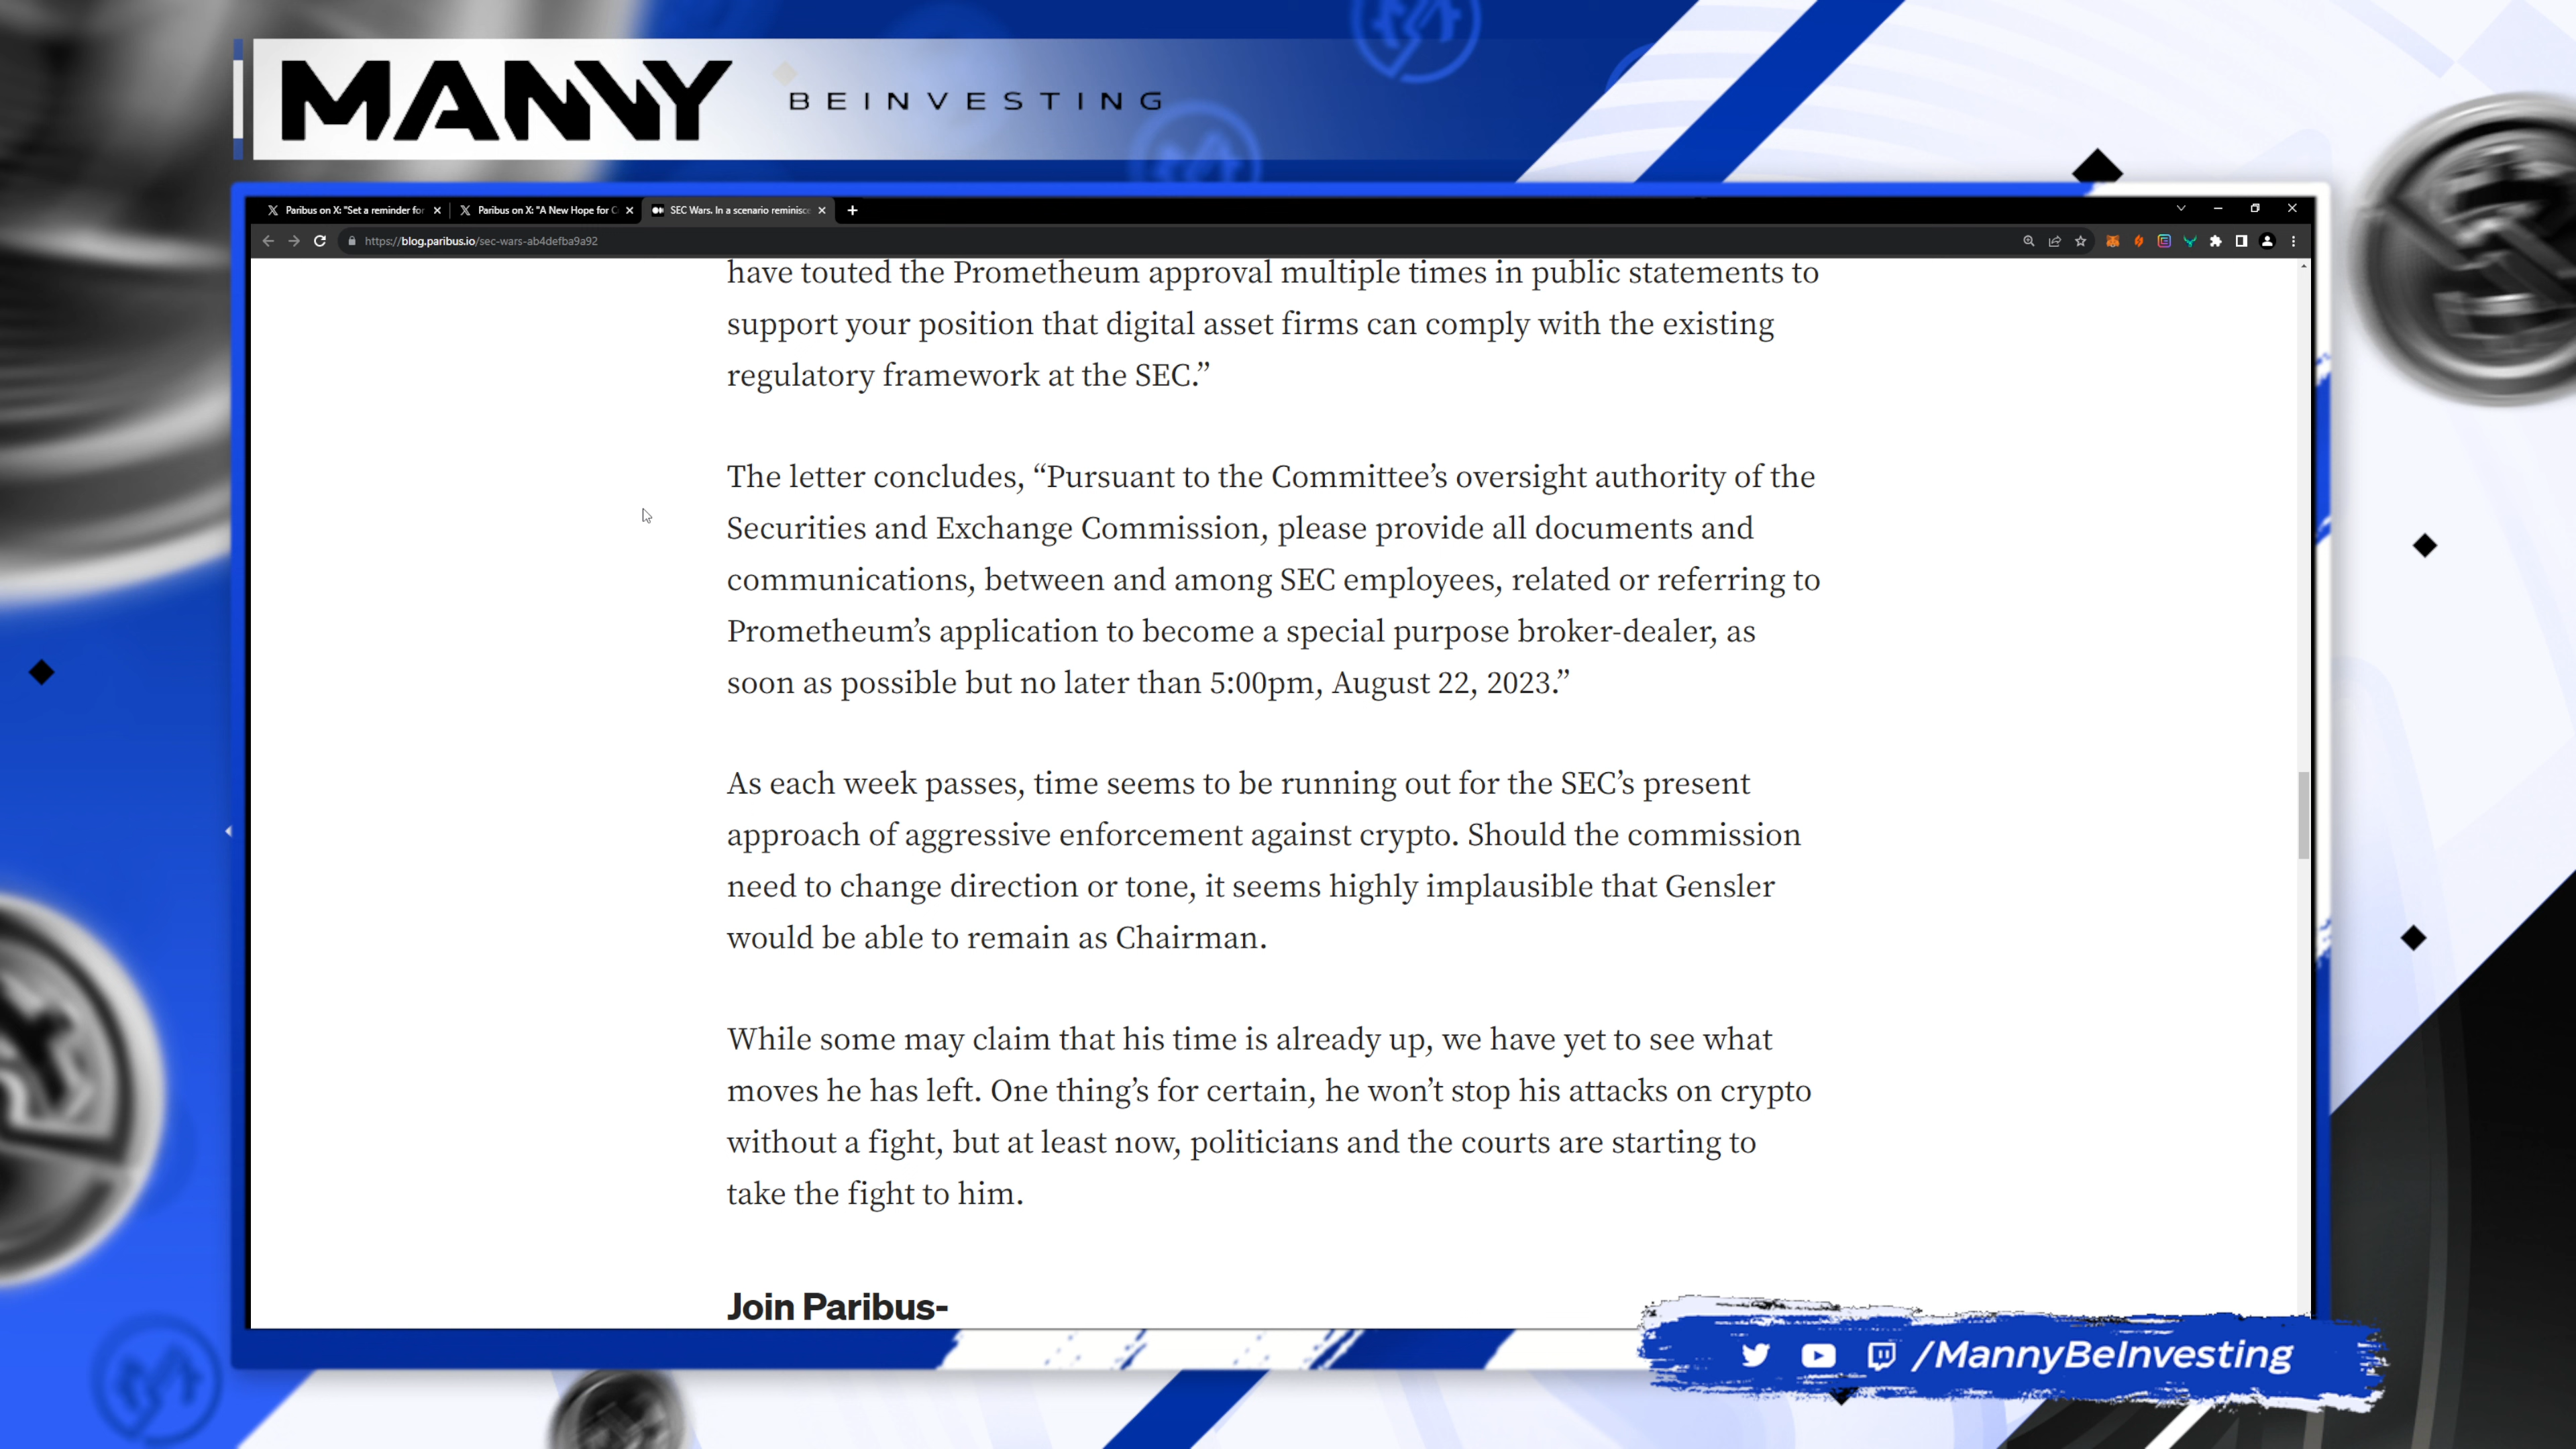 MANNY
BEINVESTING
Paribus on X: "Set a reminder for
Paribus on X: "A New Hope for C
SEC Wars. In a scenario reminisc
https://blog.paribus.io/sec-wars-ab4defba9a92
have touted the Prometheum approval multiple times in public statements to
support your position that digital asset firms can comply with the existing
regulatory framework at the SEC.”
The letter concludes, “Pursuant to the Committee’s oversight authority of the
Securities and Exchange Commission, please provide all documents and
communications, between and among SEC employees, related or referring to
Prometheum’s application to become a special purpose broker-dealer, as
soon as possible but no later than 5:00pm, August 22, 2023.”
As each week passes, time seems to be running out for the SEC’s present
approach of aggressive enforcement against crypto. Should the commission
need to change direction or tone, it seems highly implausible that Gensler
would be able to remain as Chairman.
While some may claim that his time is already up, we have yet to see what
moves he has left. One thing’s for certain, he won’t stop his attacks on crypto
without a fight, but at least now, politicians and the courts are starting to
take the fight to him.
Join Paribus-
/MannyBeInvesting